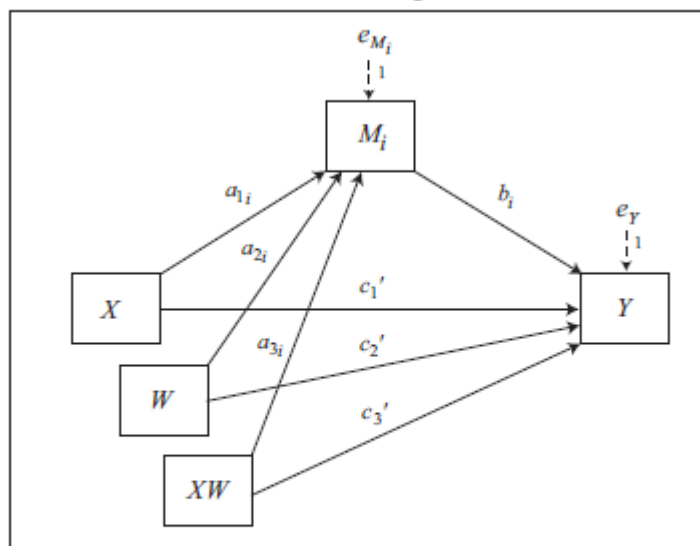 e_{M_i}
1
M_i
a_{1i}
b_i
e_Y
1
a_{2i}
X
c_1'
Y
a_{3i}
c_2'
W
c_3'
XW